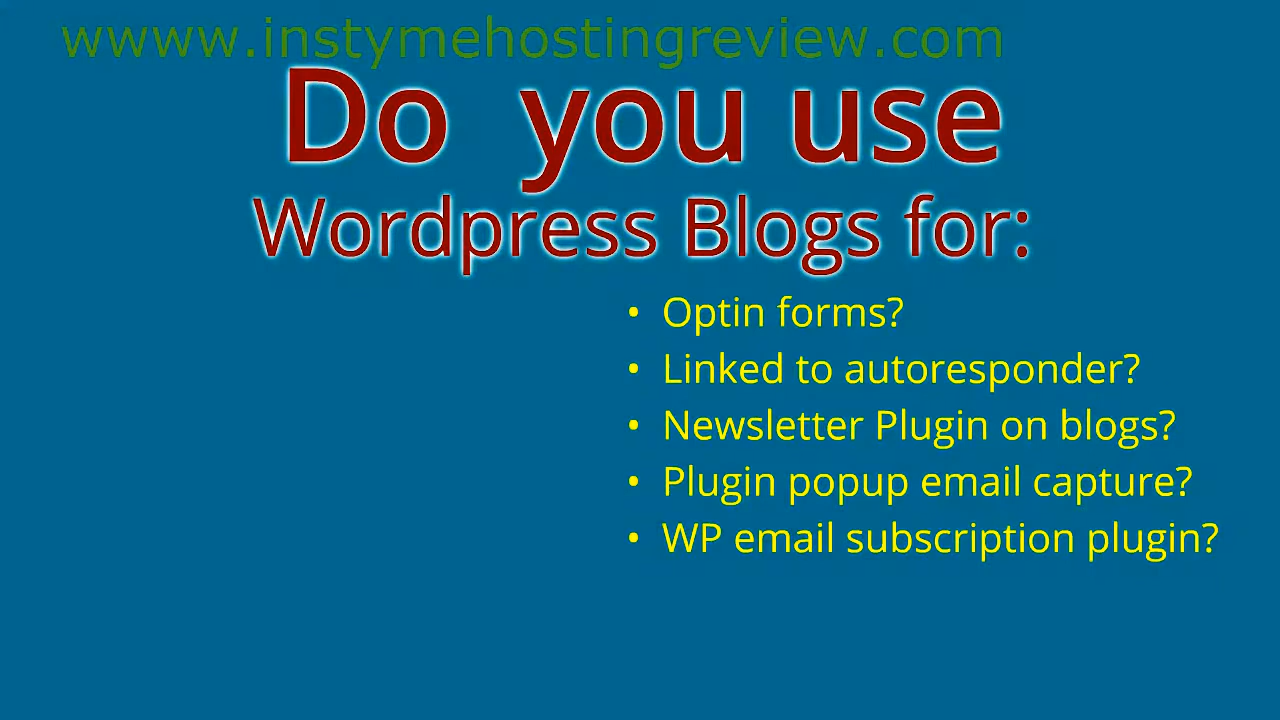 wwww.instymehostingreview.com
Do you use
Wordpress Blogs for:
• Optin forms?
• Linked to autoresponder?
• Newsletter Plugin on blogs?
• Plugin popup email capture?
• WP email subscription plugin?